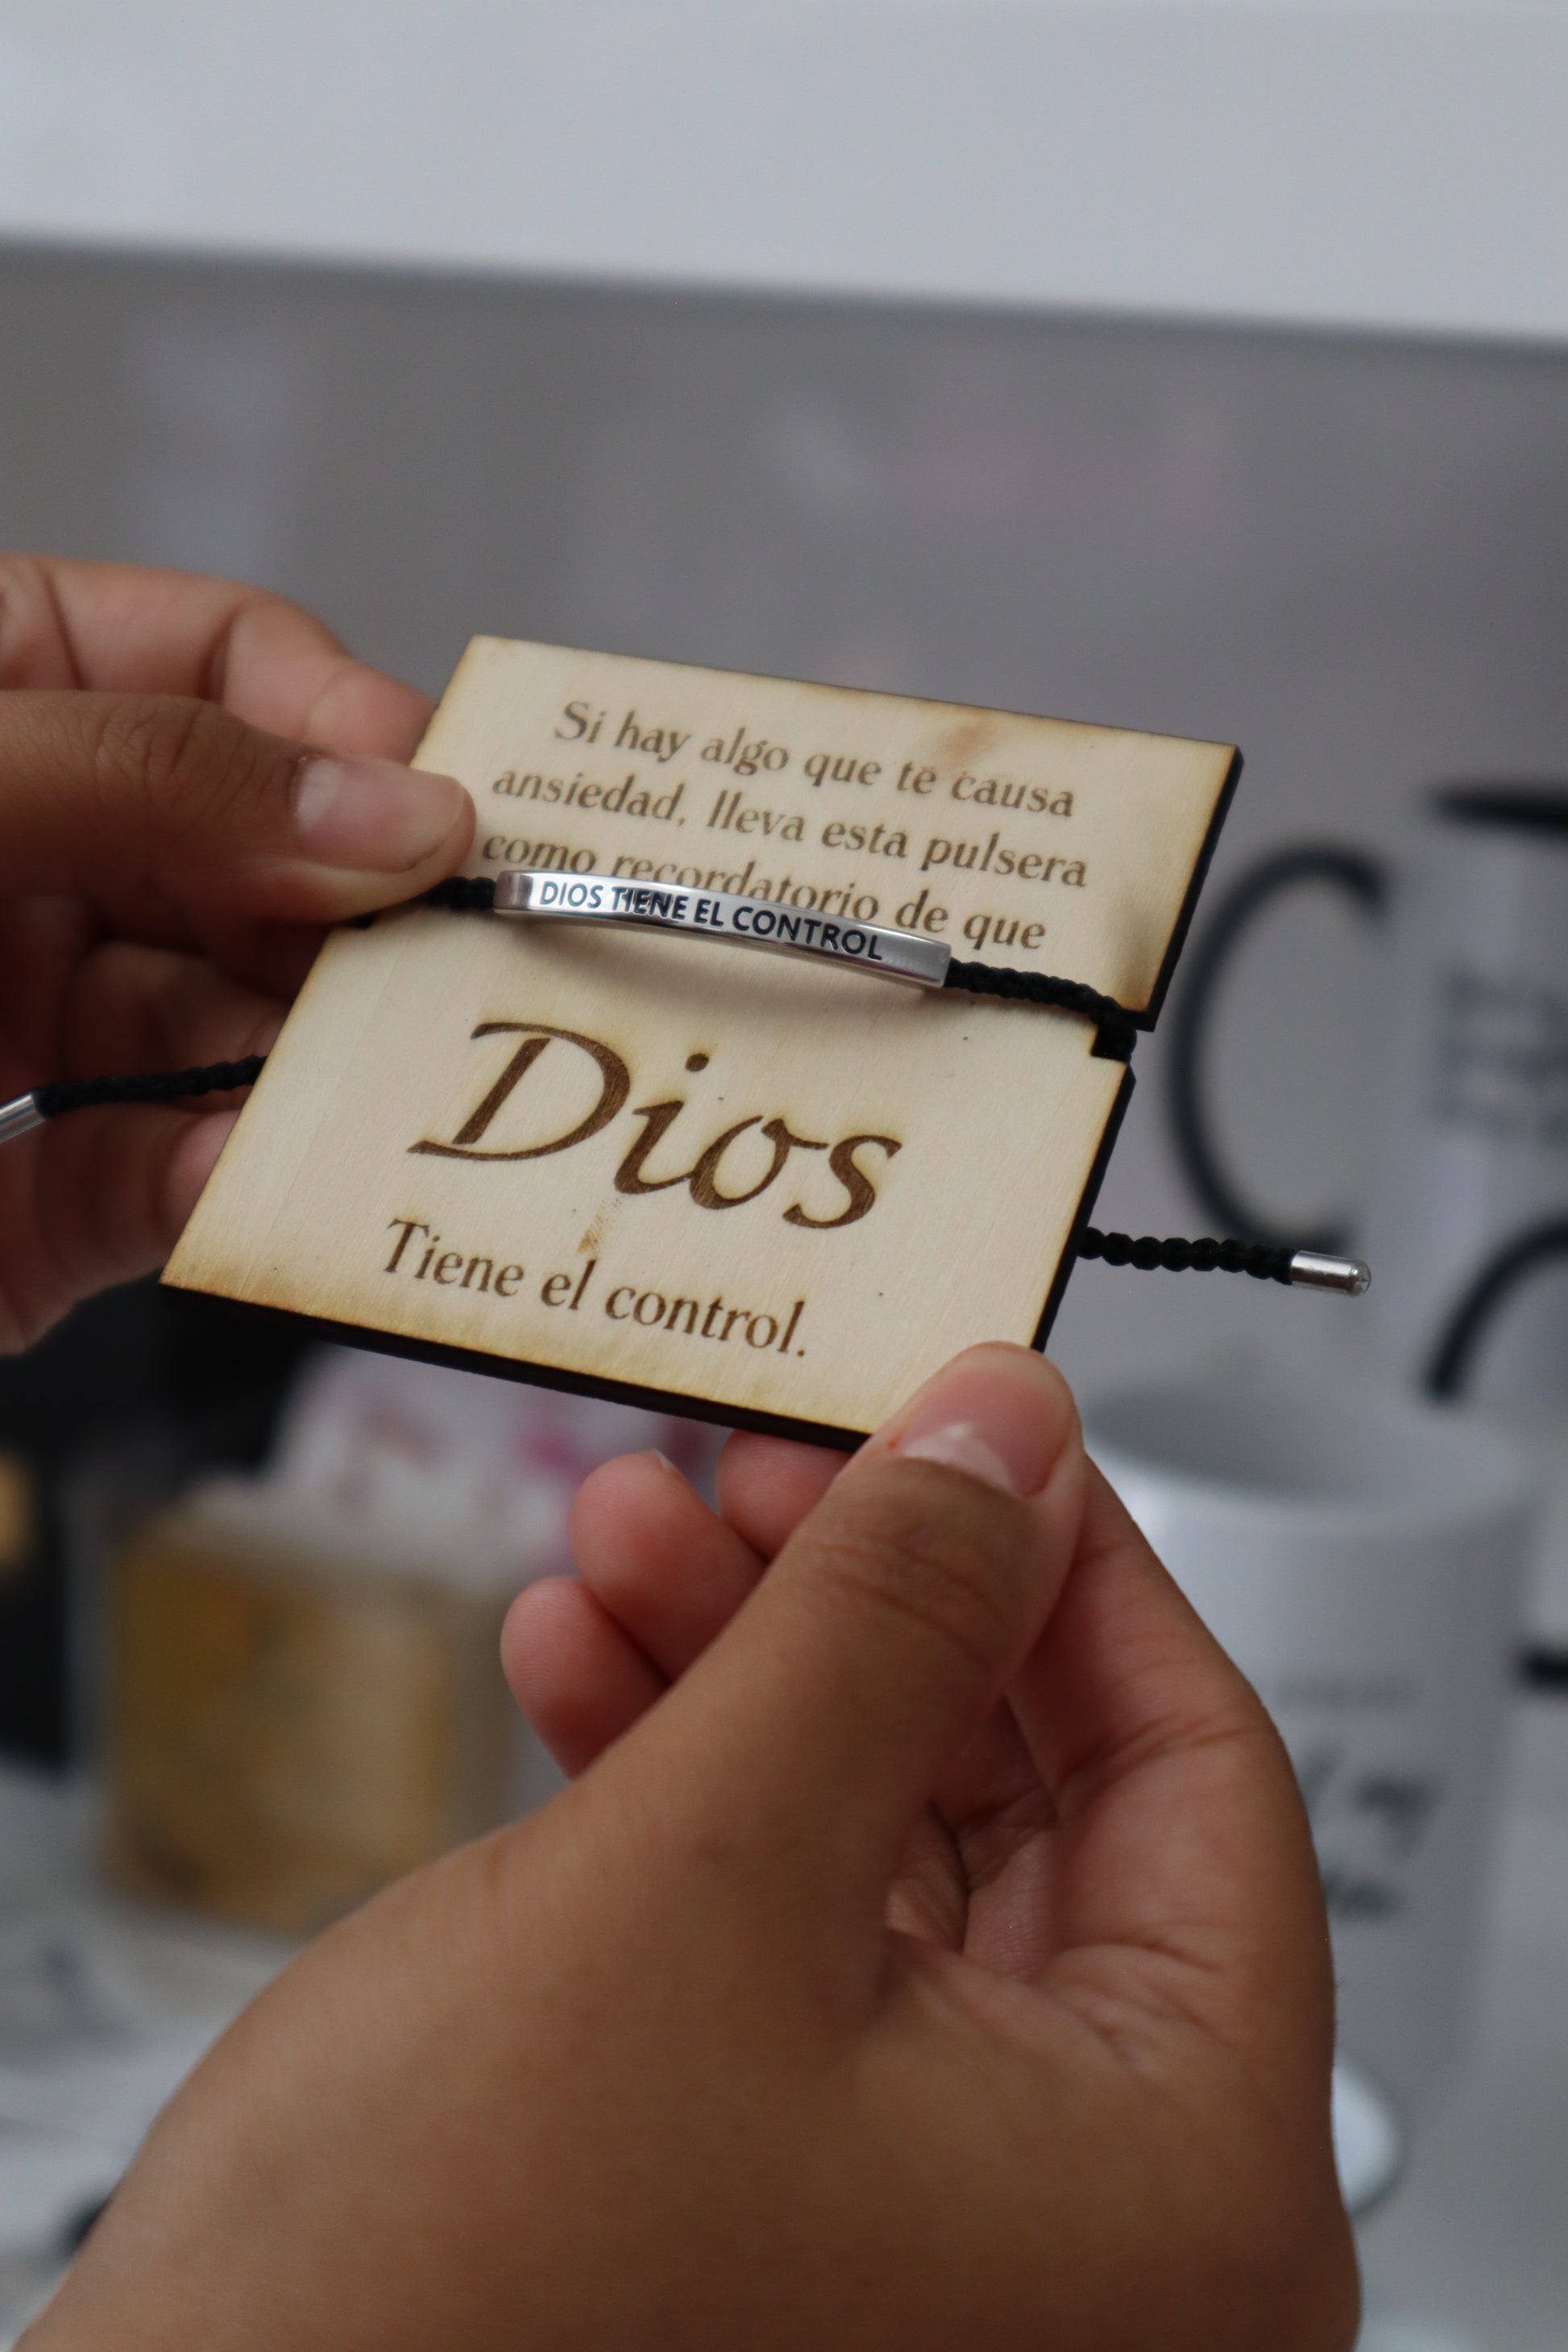 Si hay algo que te causa
ansiedad, lleva esta pulsera
como recordatorio de que
DIOS TIENE EL CONTROL
Dios
Tiene el control.